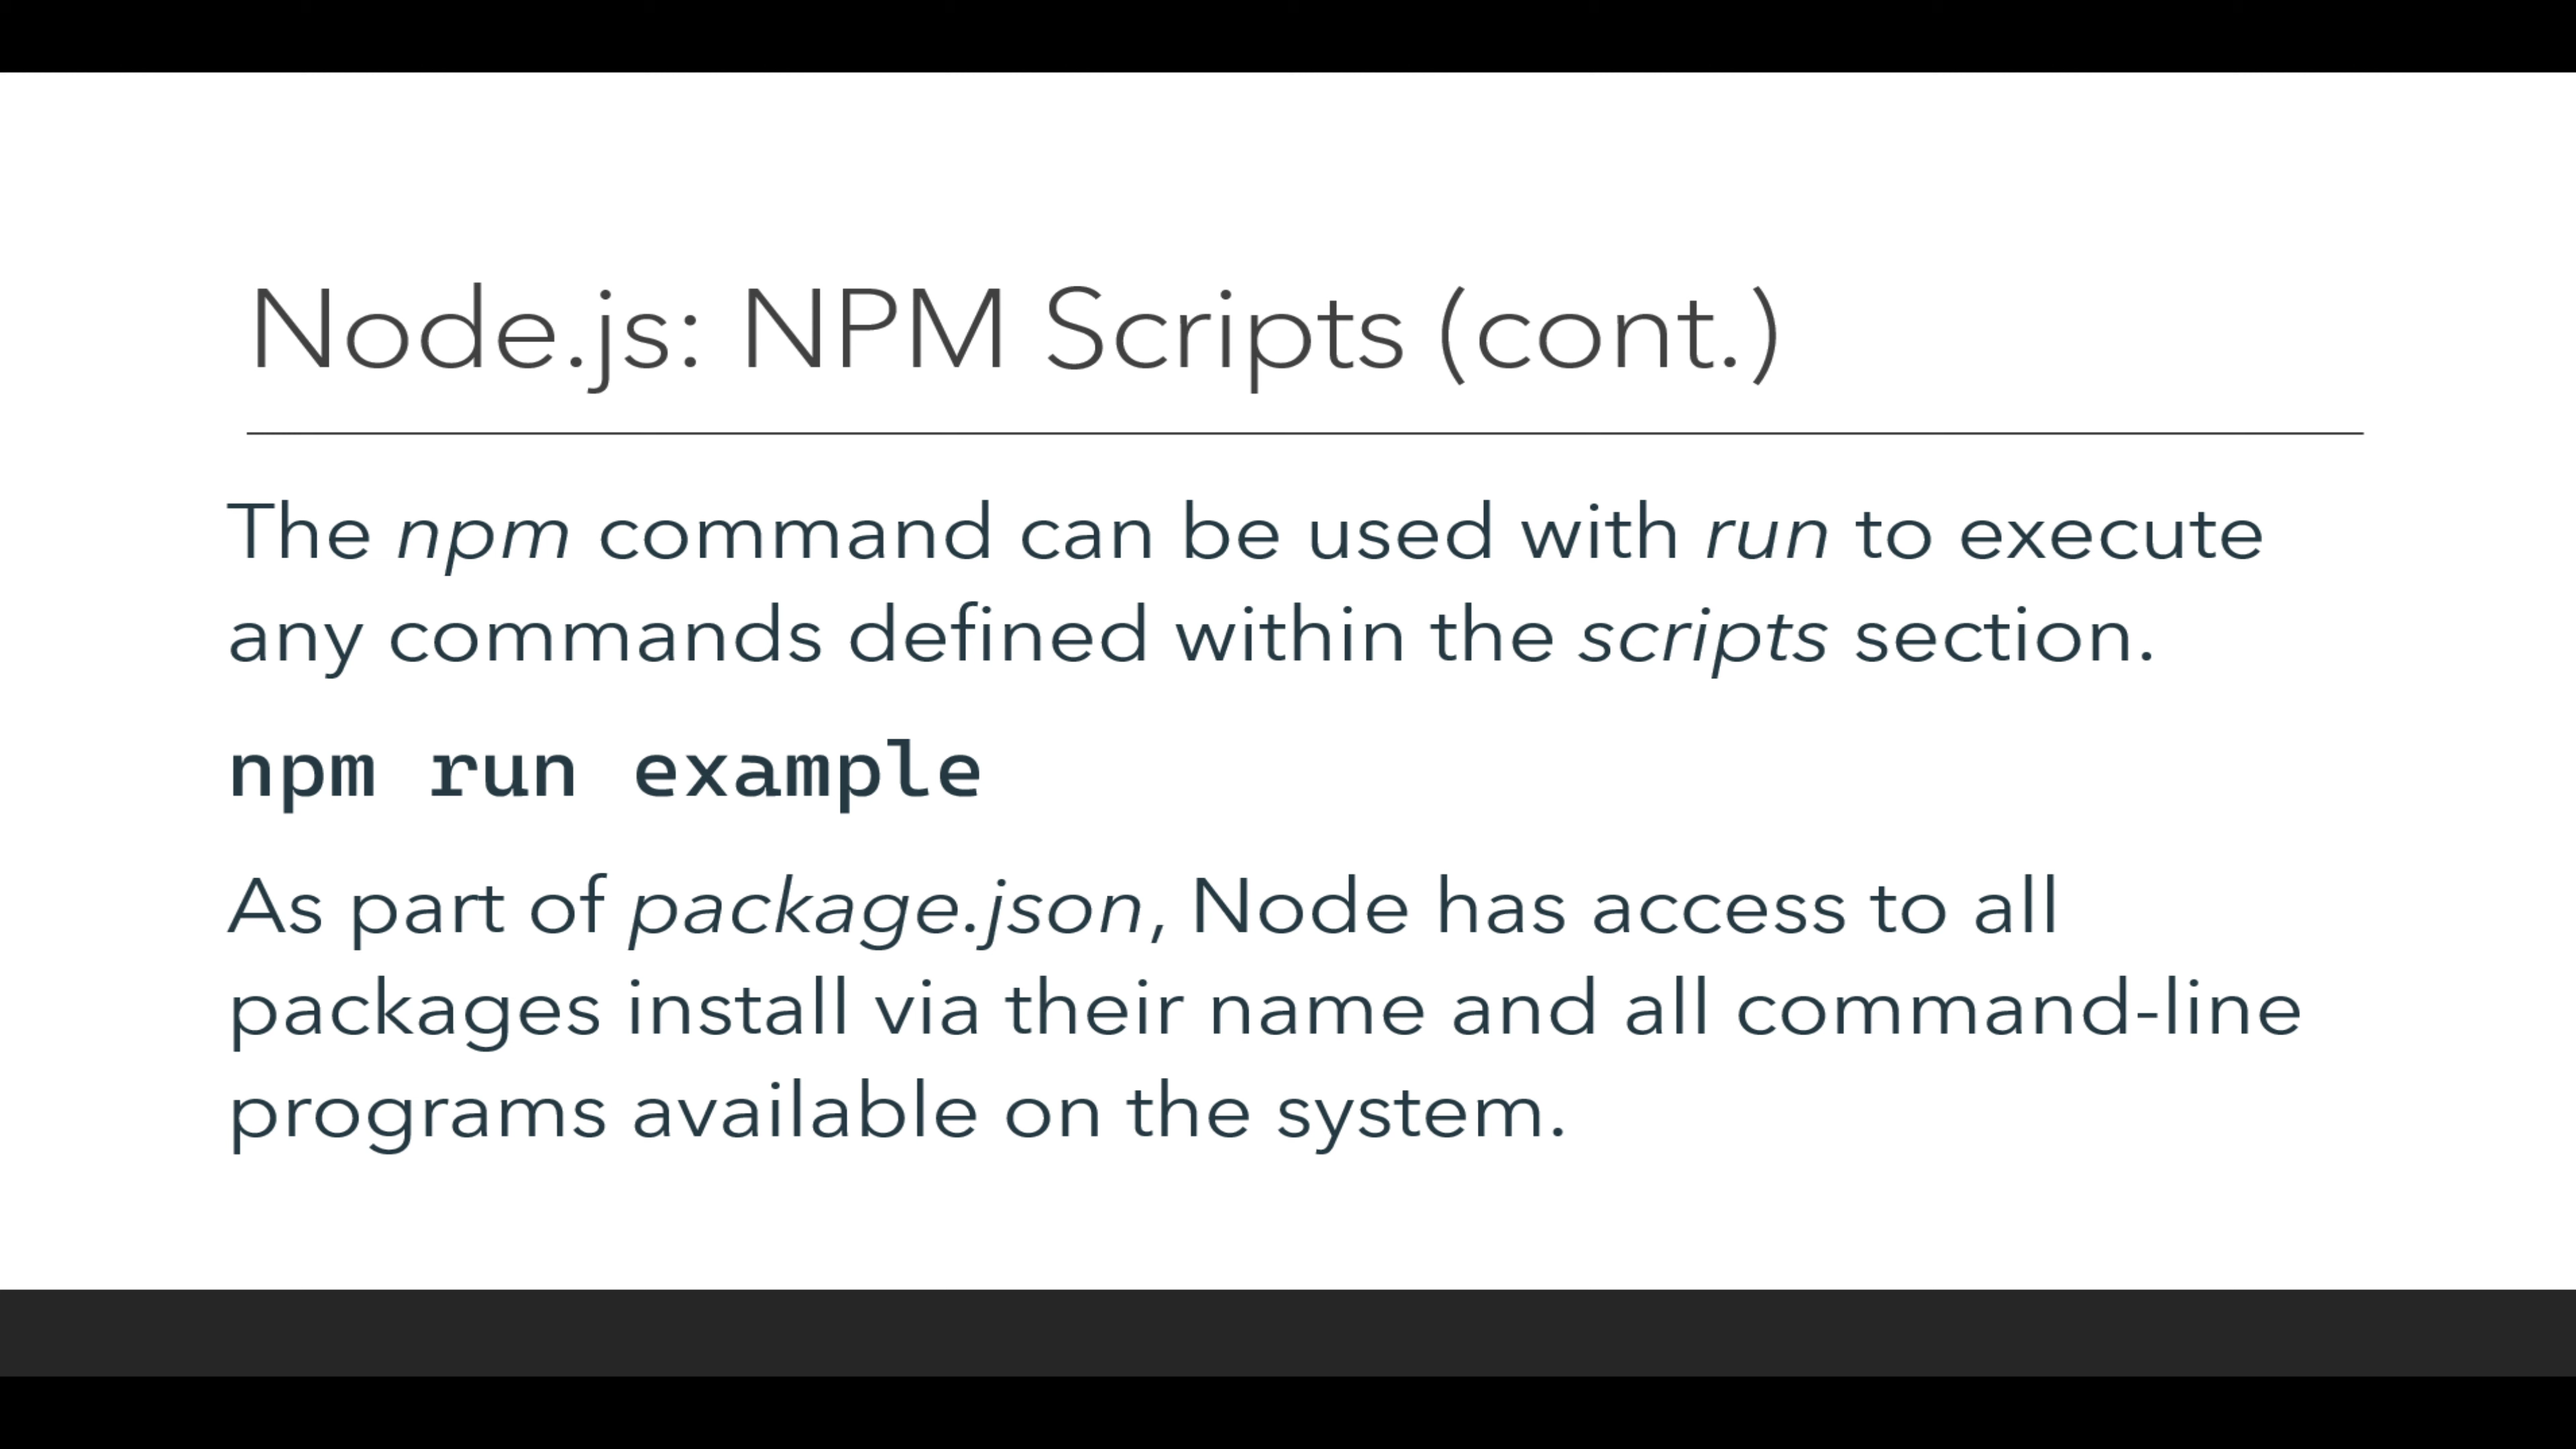 Node.js: NPM Scripts (cont.)
The npm command can be used with run to execute
any commands defined within the scripts section.
npm run example
As part of package.json, Node has access to all
packages install via their name and all command-line
programs available on the system.